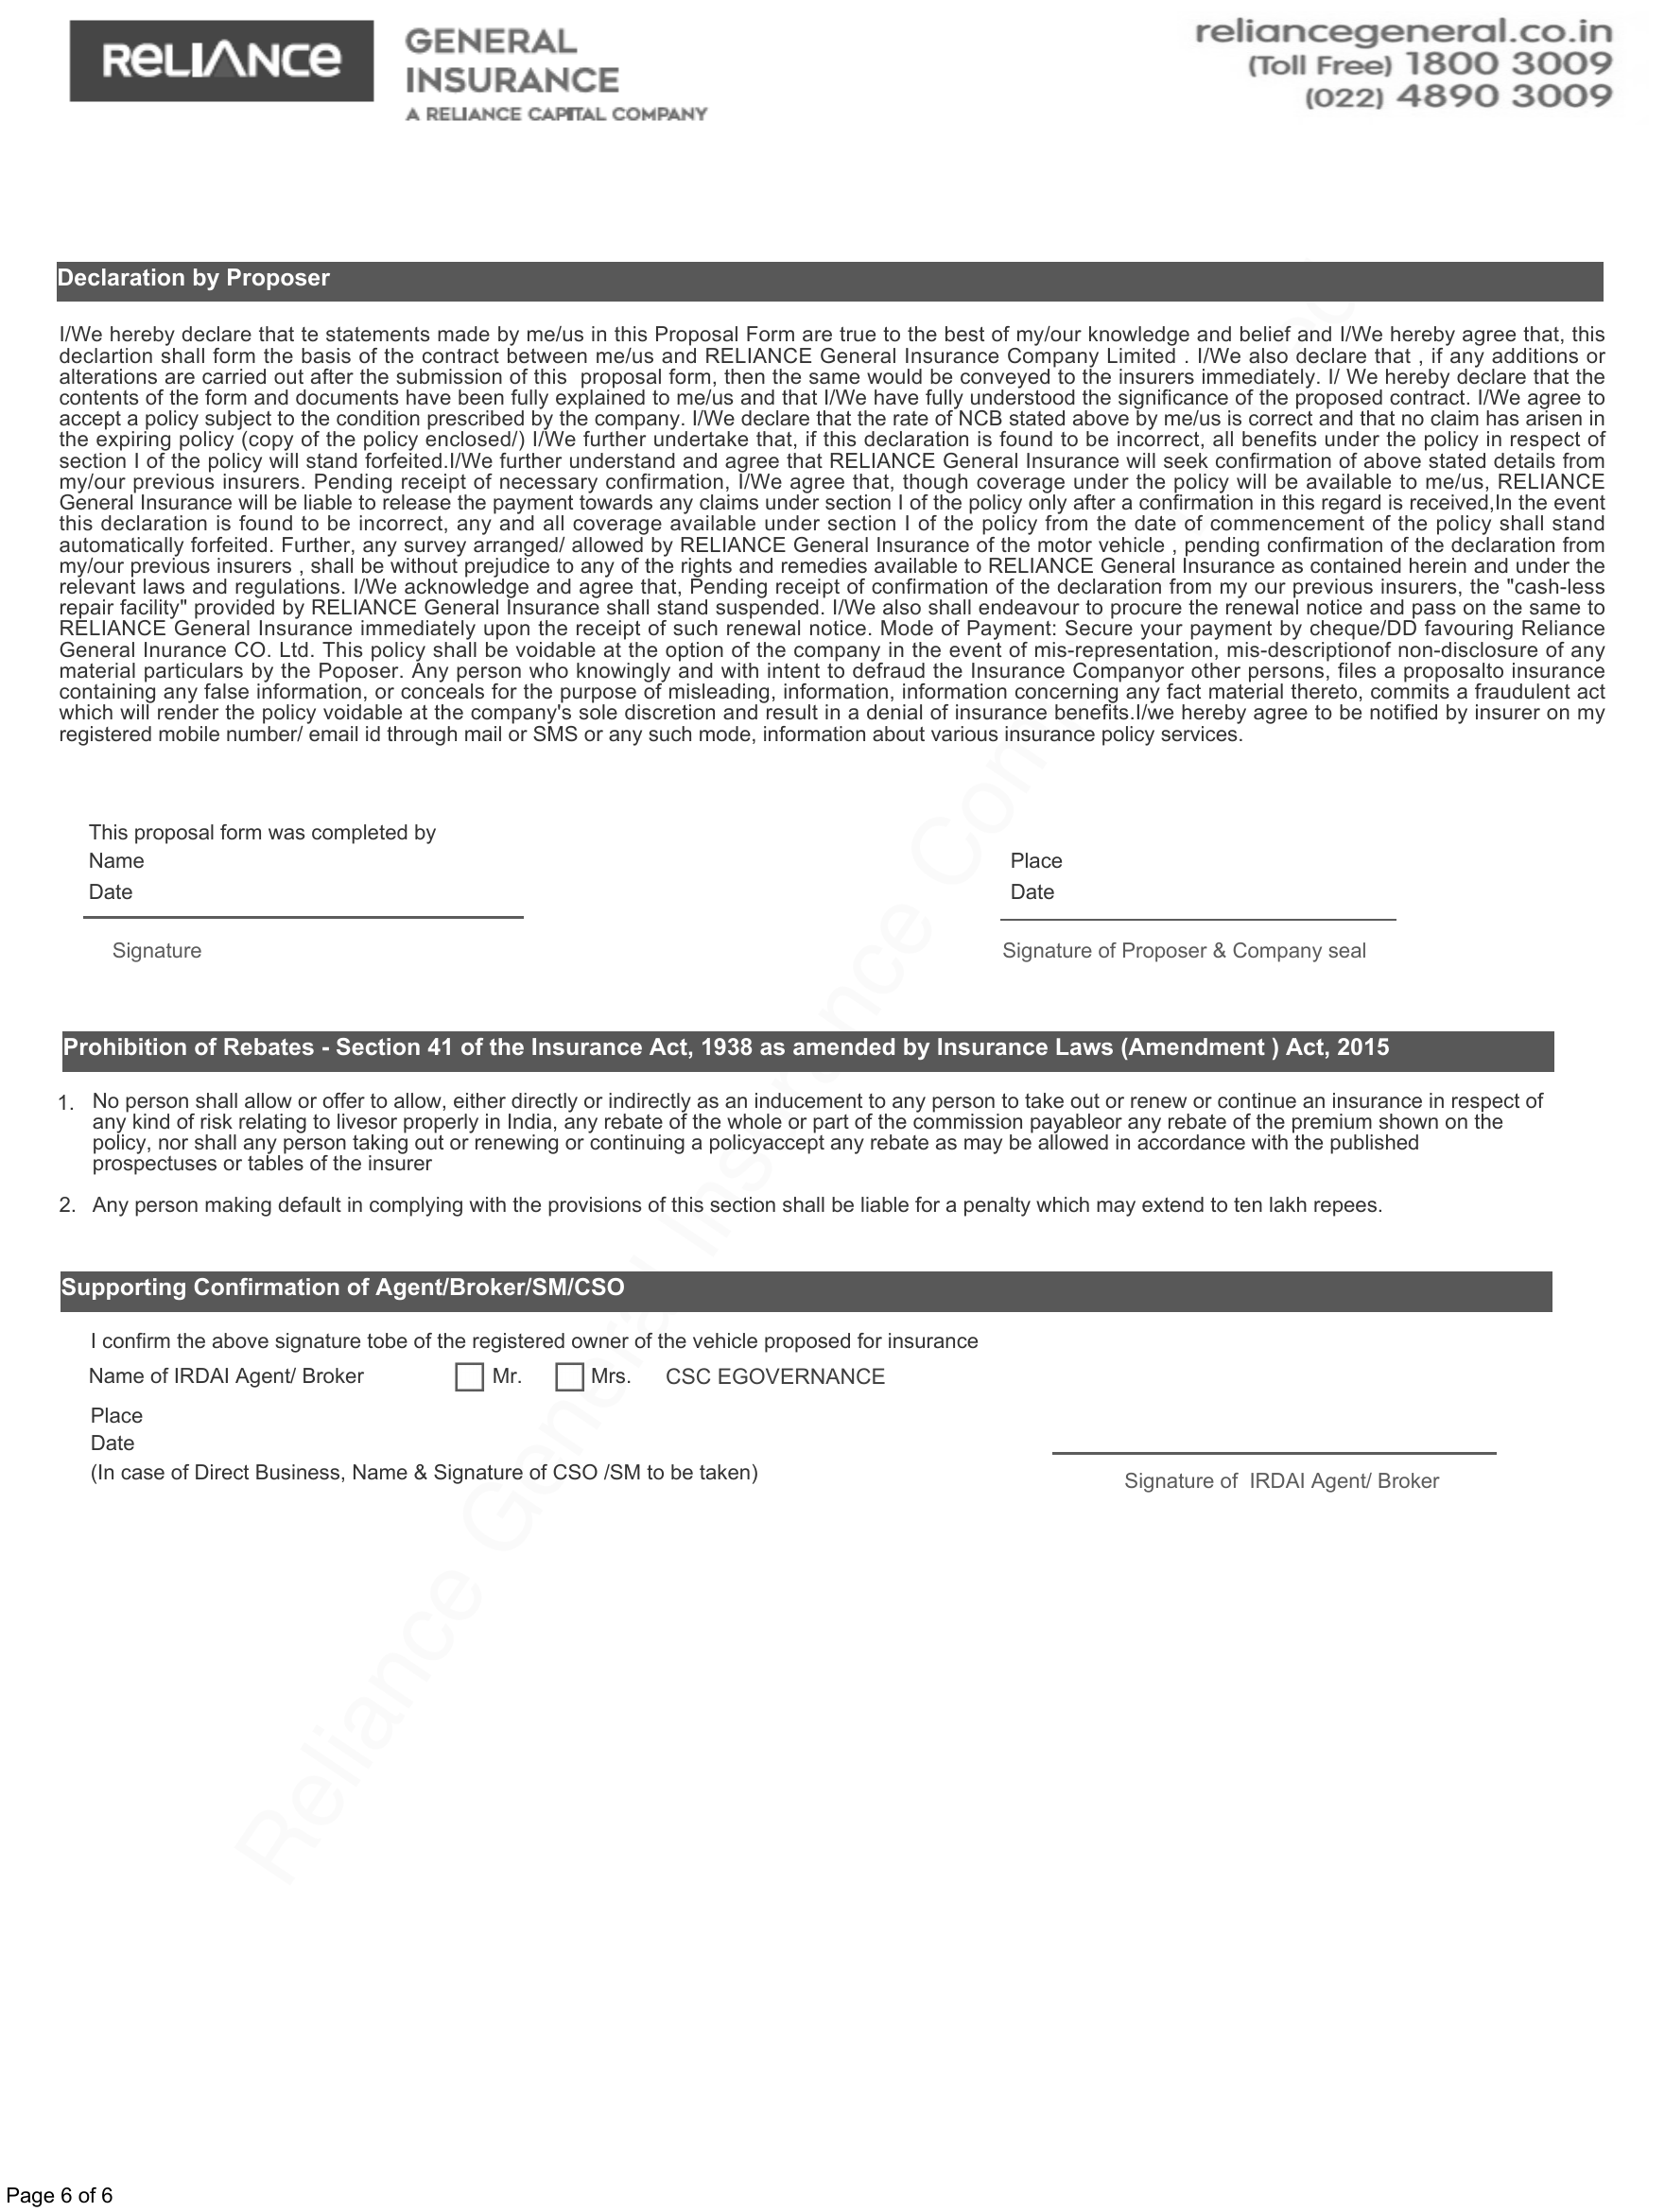 RELIANCE
GENERAL
INSURANCE
A RELIANCE CAPITAL COMPANY
reliancegeneral.co.in
(Toll Free) 1800 3009
(022) 4890 3009
Declaration by Proposer
I/We hereby declare that te statements made by me/us in this Proposal Form are true to the best of my/our knowledge and belief and I/We hereby agree that, this
declartion shall form the basis of the contract between me/us and RELIANCE General Insurance Company Limited . I/We also declare that , if any additions or
alterations are carried out after the submission of this  proposal form, then the same would be conveyed to the insurers immediately. I/ We hereby declare that the
contents of the form and documents have been fully explained to me/us and that I/We have fully understood the significance of the proposed contract. I/We agree to
accept a policy subject to the condition prescribed by the company. I/We declare that the rate of NCB stated above by me/us is correct and that no claim has arisen in
the expiring policy (copy of the policy enclosed/) I/We further undertake that, if this declaration is found to be incorrect, all benefits under the policy in respect of
section I of the policy will stand forfeited.I/We further understand and agree that RELIANCE General Insurance will seek confirmation of above stated details from
my/our previous insurers. Pending receipt of necessary confirmation, I/We agree that, though coverage under the policy will be available to me/us, RELIANCE
General Insurance will be liable to release the payment towards any claims under section I of the policy only after a confirmation in this regard is received,In the event
this declaration is found to be incorrect, any and all coverage available under section I of the policy from the date of commencement of the policy shall stand
automatically forfeited. Further, any survey arranged/ allowed by RELIANCE General Insurance of the motor vehicle , pending confirmation of the declaration from
my/our previous insurers , shall be without prejudice to any of the rights and remedies available to RELIANCE General Insurance as contained herein and under the
relevant laws and regulations. I/We acknowledge and agree that, Pending receipt of confirmation of the declaration from my our previous insurers, the "cash-less
repair facility" provided by RELIANCE General Insurance shall stand suspended. I/We also shall endeavour to procure the renewal notice and pass on the same to
RELIANCE General Insurance immediately upon the receipt of such renewal notice. Mode of Payment: Secure your payment by cheque/DD favouring Reliance
General Inurance CO. Ltd. This policy shall be voidable at the option of the company in the event of mis-representation, mis-descriptionof non-disclosure of any
material particulars by the Poposer. Any person who knowingly and with intent to defraud the Insurance Companyor other persons, files a proposalto insurance
containing any false information, or conceals for the purpose of misleading, information, information concerning any fact material thereto, commits a fraudulent act
which will render the policy voidable at the company's sole discretion and result in a denial of insurance benefits.I/we hereby agree to be notified by insurer on my
registered mobile number/ email id through mail or SMS or any such mode, information about various insurance policy services.
This proposal form was completed by
Name
Date
Signature
Place
Date
Signature of Proposer & Company seal
Prohibition of Rebates - Section 41 of the Insurance Act, 1938 as amended by Insurance Laws (Amendment ) Act, 2015
1. No person shall allow or offer to allow, either directly or indirectly as an inducement to any person to take out or renew or continue an insurance in respect of
any kind of risk relating to livesor properly in India, any rebate of the whole or part of the commission payableor any rebate of the premium shown on the
policy, nor shall any person taking out or renewing or continuing a policyaccept any rebate as may be allowed in accordance with the published
prospectuses or tables of the insurer
2. Any person making default in complying with the provisions of this section shall be liable for a penalty which may extend to ten lakh repees.
Supporting Confirmation of Agent/Broker/SM/CSO
I confirm the above signature tobe of the registered owner of the vehicle proposed for insurance
Name of IRDAI Agent/ Broker Mr. Mrs. CSC EGOVERNANCE
Place
Date
(In case of Direct Business, Name & Signature of CSO /SM to be taken)
Signature of  IRDAI Agent/ Broker
Reliance General Insurance Com
Page 6 of 6